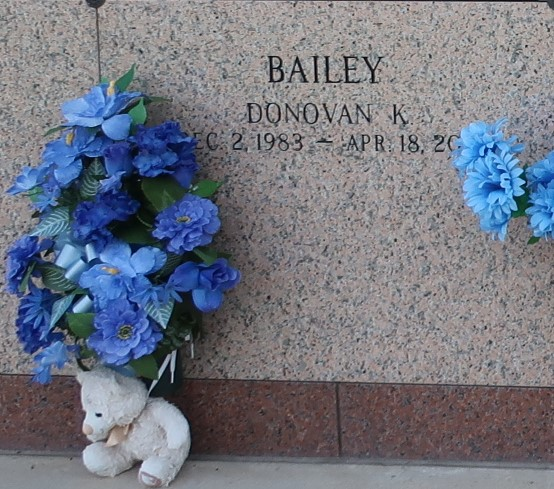 BAILEY
DONOVAN K.
EC. 2, 1983 — APR. 18, 20